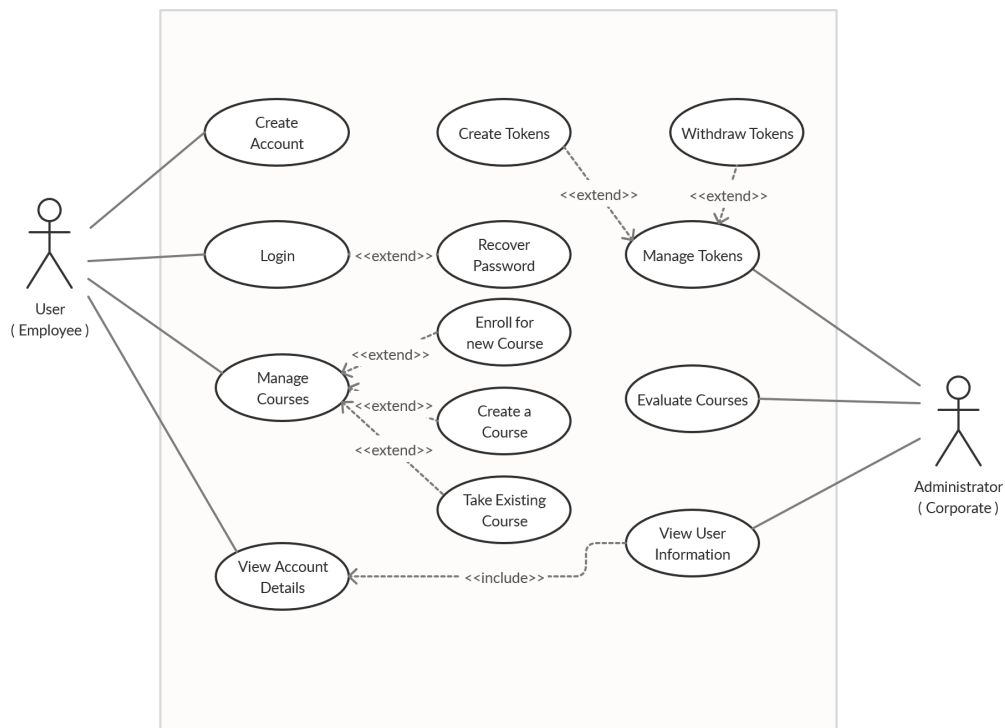 Create
Account
Create Tokens
Withdraw Tokens
<<extend>>
<<extend>>
Login
<<extend>>
Recover
Password
Manage Tokens
User
( Employee )
Enroll for
new Course
<<extend>>
Manage
Courses
<<extend>>
Create a
Course
Evaluate Courses
<<extend>>
Take Existing
Course
Administrator
( Corporate )
View User
Information
View Account
Details
<<include>>